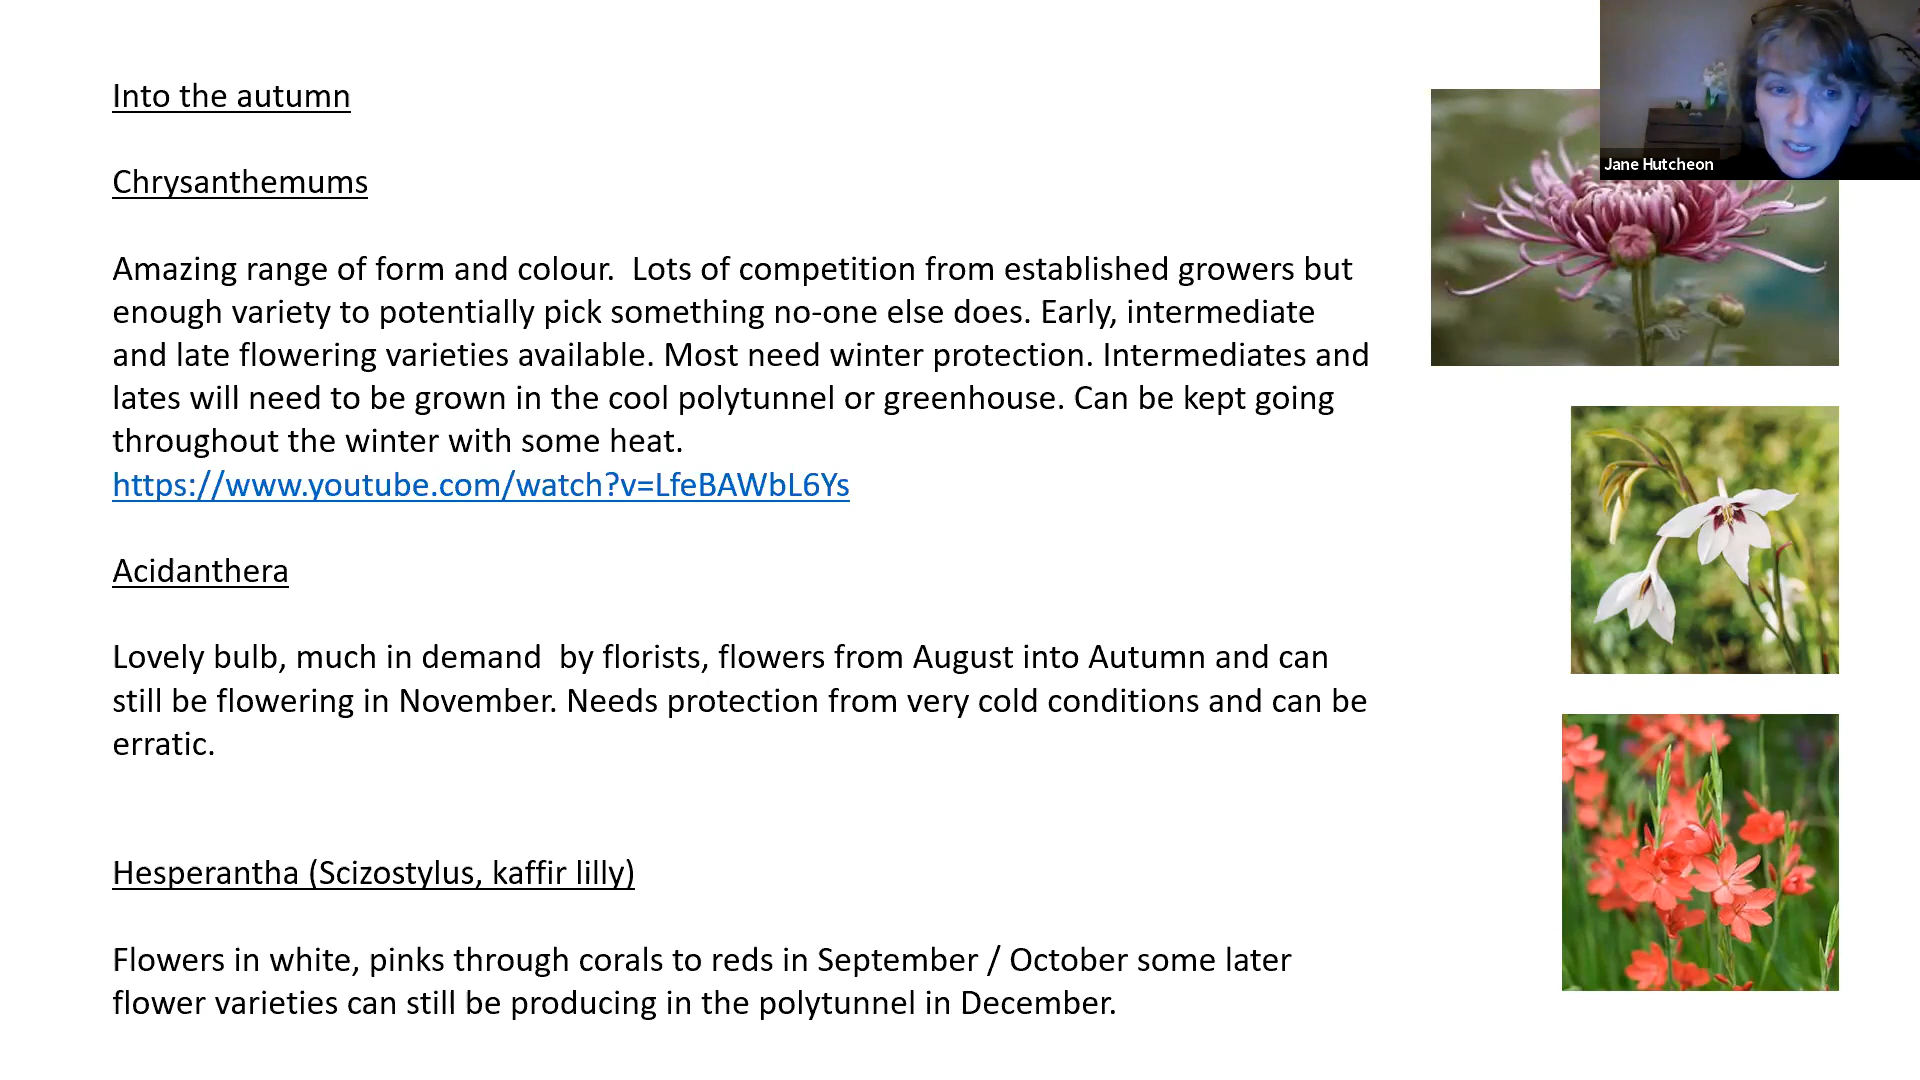 Into the autumn
Chrysanthemums
Amazing range of form and colour.  Lots of competition from established growers but
enough variety to potentially pick something no-one else does. Early, intermediate
and late flowering varieties available. Most need winter protection. Intermediates and
lates will need to be grown in the cool polytunnel or greenhouse. Can be kept going
throughout the winter with some heat.
https://www.youtube.com/watch?v=LfeBAWbL6Ys
Acidanthera
Lovely bulb, much in demand  by florists, flowers from August into Autumn and can
still be flowering in November. Needs protection from very cold conditions and can be
erratic.
Hesperantha (Scizostylus, kaffir lilly)
Flowers in white, pinks through corals to reds in September / October some later
flower varieties can still be producing in the polytunnel in December.
Jane Hutcheon